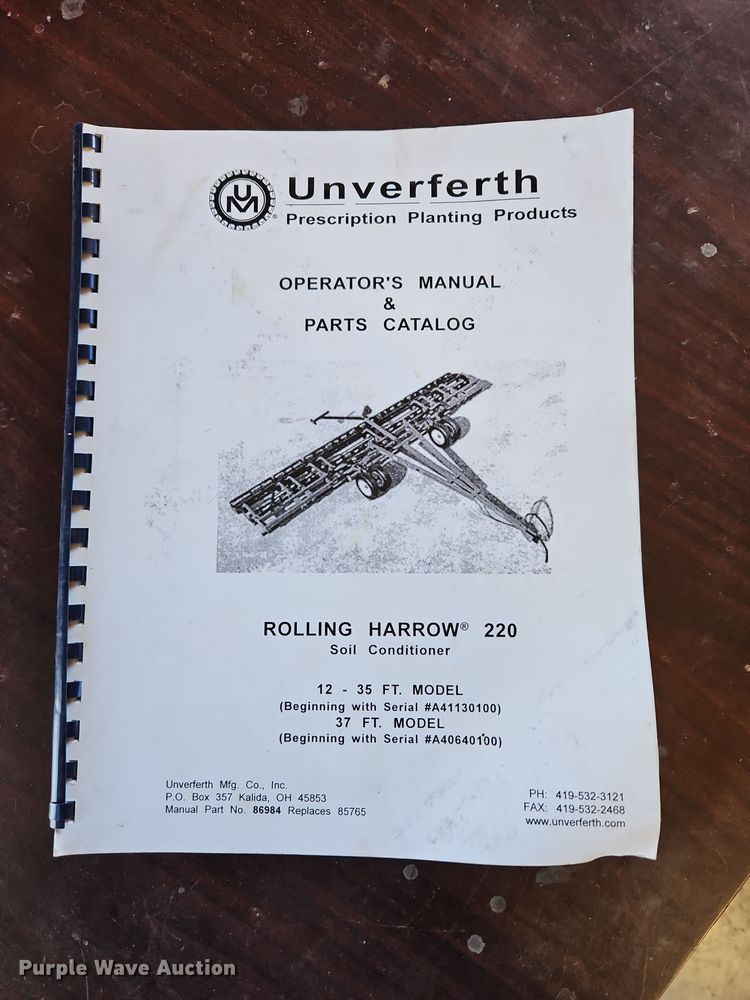 UM ®
Unverferth
Prescription Planting Products
OPERATOR'S MANUAL
&
PARTS CATALOG
ROLLING HARROW® 220
Soil Conditioner
12 - 35 FT. MODEL
(Beginning with Serial #A41130100)
37 FT. MODEL
(Beginning with Serial #A40640100)
Unverferth Mfg. Co., Inc.
P.O. Box 357 Kalida, OH 45853
Manual Part No. 86984 Replaces 85765
PH: 419-532-3121
FAX: 419-532-2468
www.unverferth.com
Purple Wave Auction